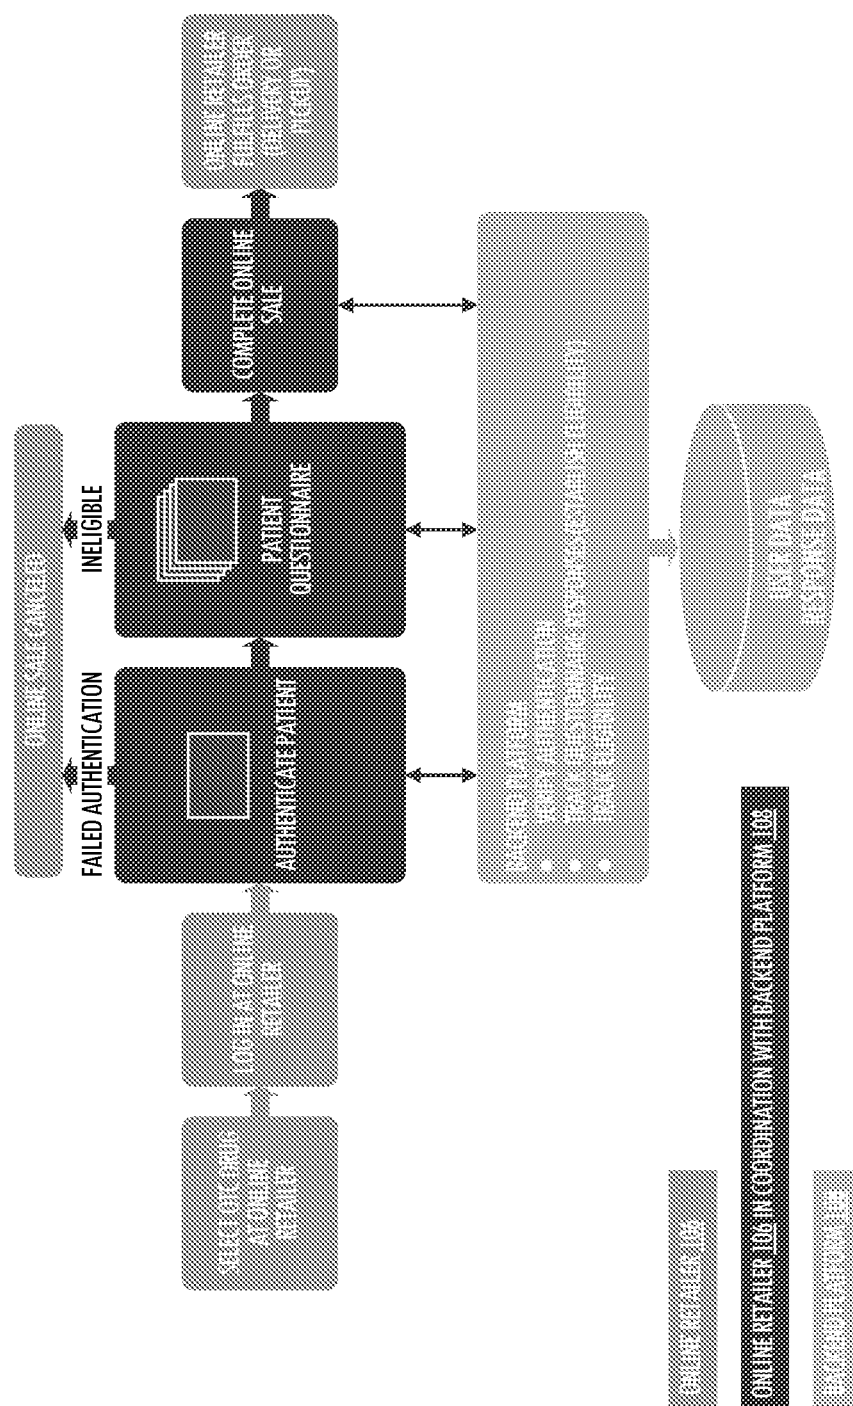 ONLINE SALE CANCELED
FAILED AUTHENTICATION
INELIGIBLE
SELECT OTC DRUG
AT ONLINE
RETAILER
LOG IN AT ONLINE
RETAILER
AUTHENTICATE PATIENT
PATIENT
QUESTIONNAIRE
COMPLETE ONLINE
SALE
ONLINE RETAILER
FULFILLS ORDER
(DELIVERY OR
PICKUP)
BACKEND PLATFORM:
VERIFY AUTHENTICATION
TRACK QUESTIONNAIRE RESPONSES
TRACK ELIGIBILITY
USER DATA
RESPONSE DATA
ONLINE RETAILER 106
ONLINE RETAILER 106 IN COORDINATION WITH BACKEND PLATFORM 108
BACKEND PLATFORM 108